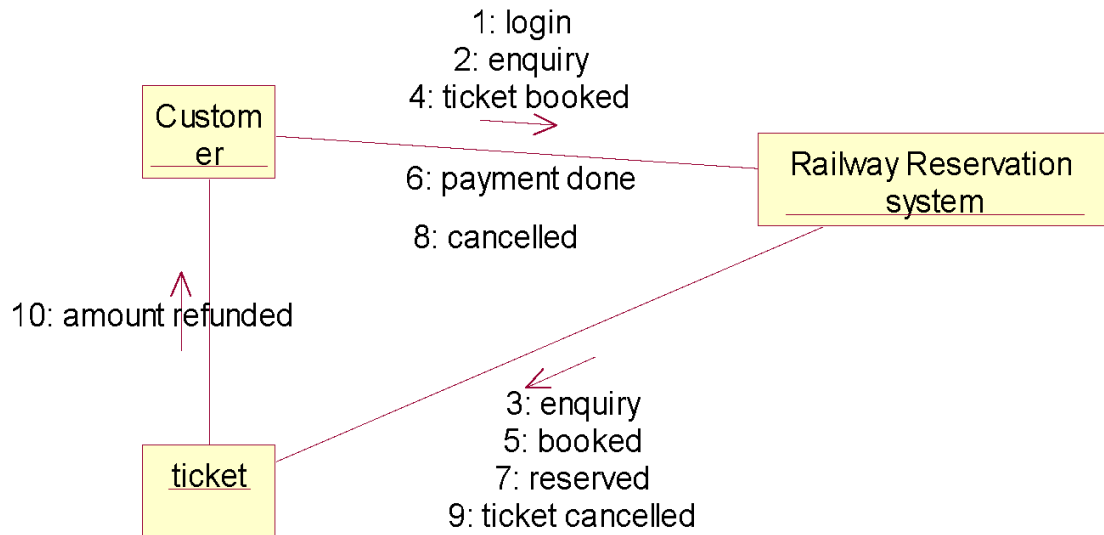 1: login
2: enquiry
4: ticket booked
Custom
er
Railway Reservation
system
6: payment done
8: cancelled
10: amount refunded
3: enquiry
5: booked
7: reserved
9: ticket cancelled
ticket